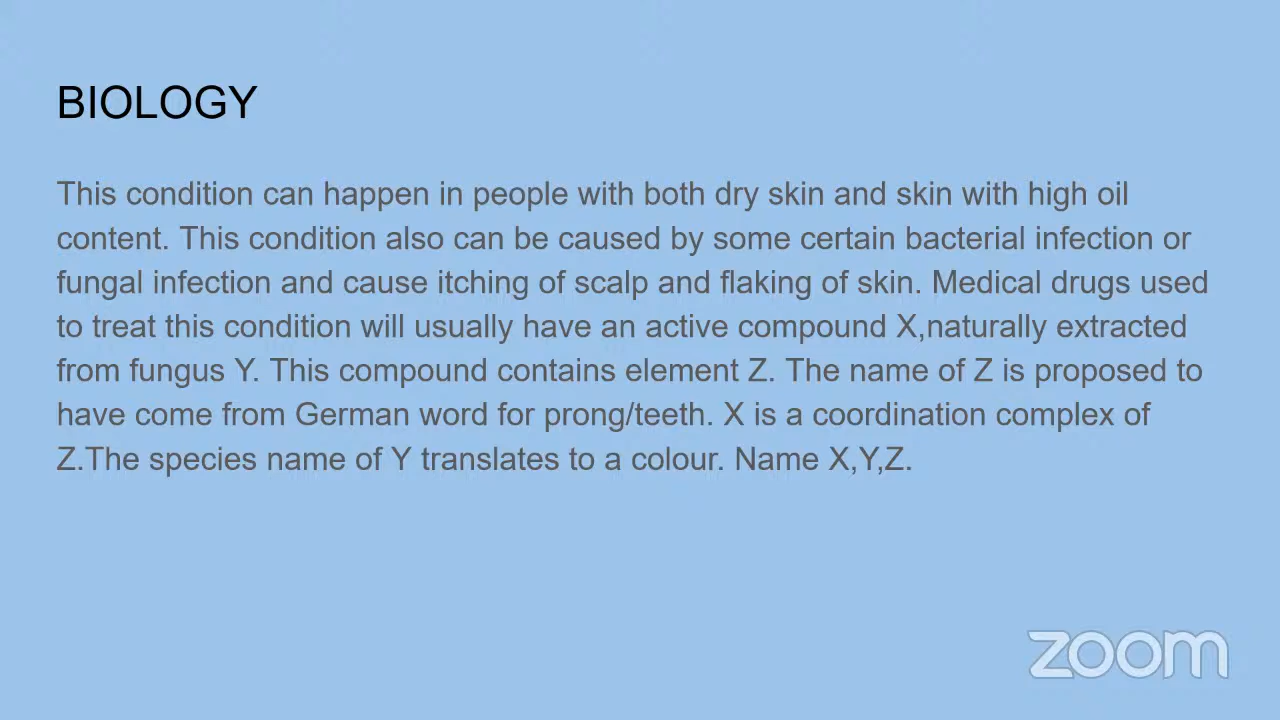 BIOLOGY
This condition can happen in people with both dry skin and skin with high oil
content. This condition also can be caused by some certain bacterial infection or
fungal infection and cause itching of scalp and flaking of skin. Medical drugs used
to treat this condition will usually have an active compound X,naturally extracted
from fungus Y. This compound contains element Z. The name of Z is proposed to
have come from German word for prong/teeth. X is a coordination complex of
Z.The species name of Y translates to a colour. Name X,Y,Z.
zoom